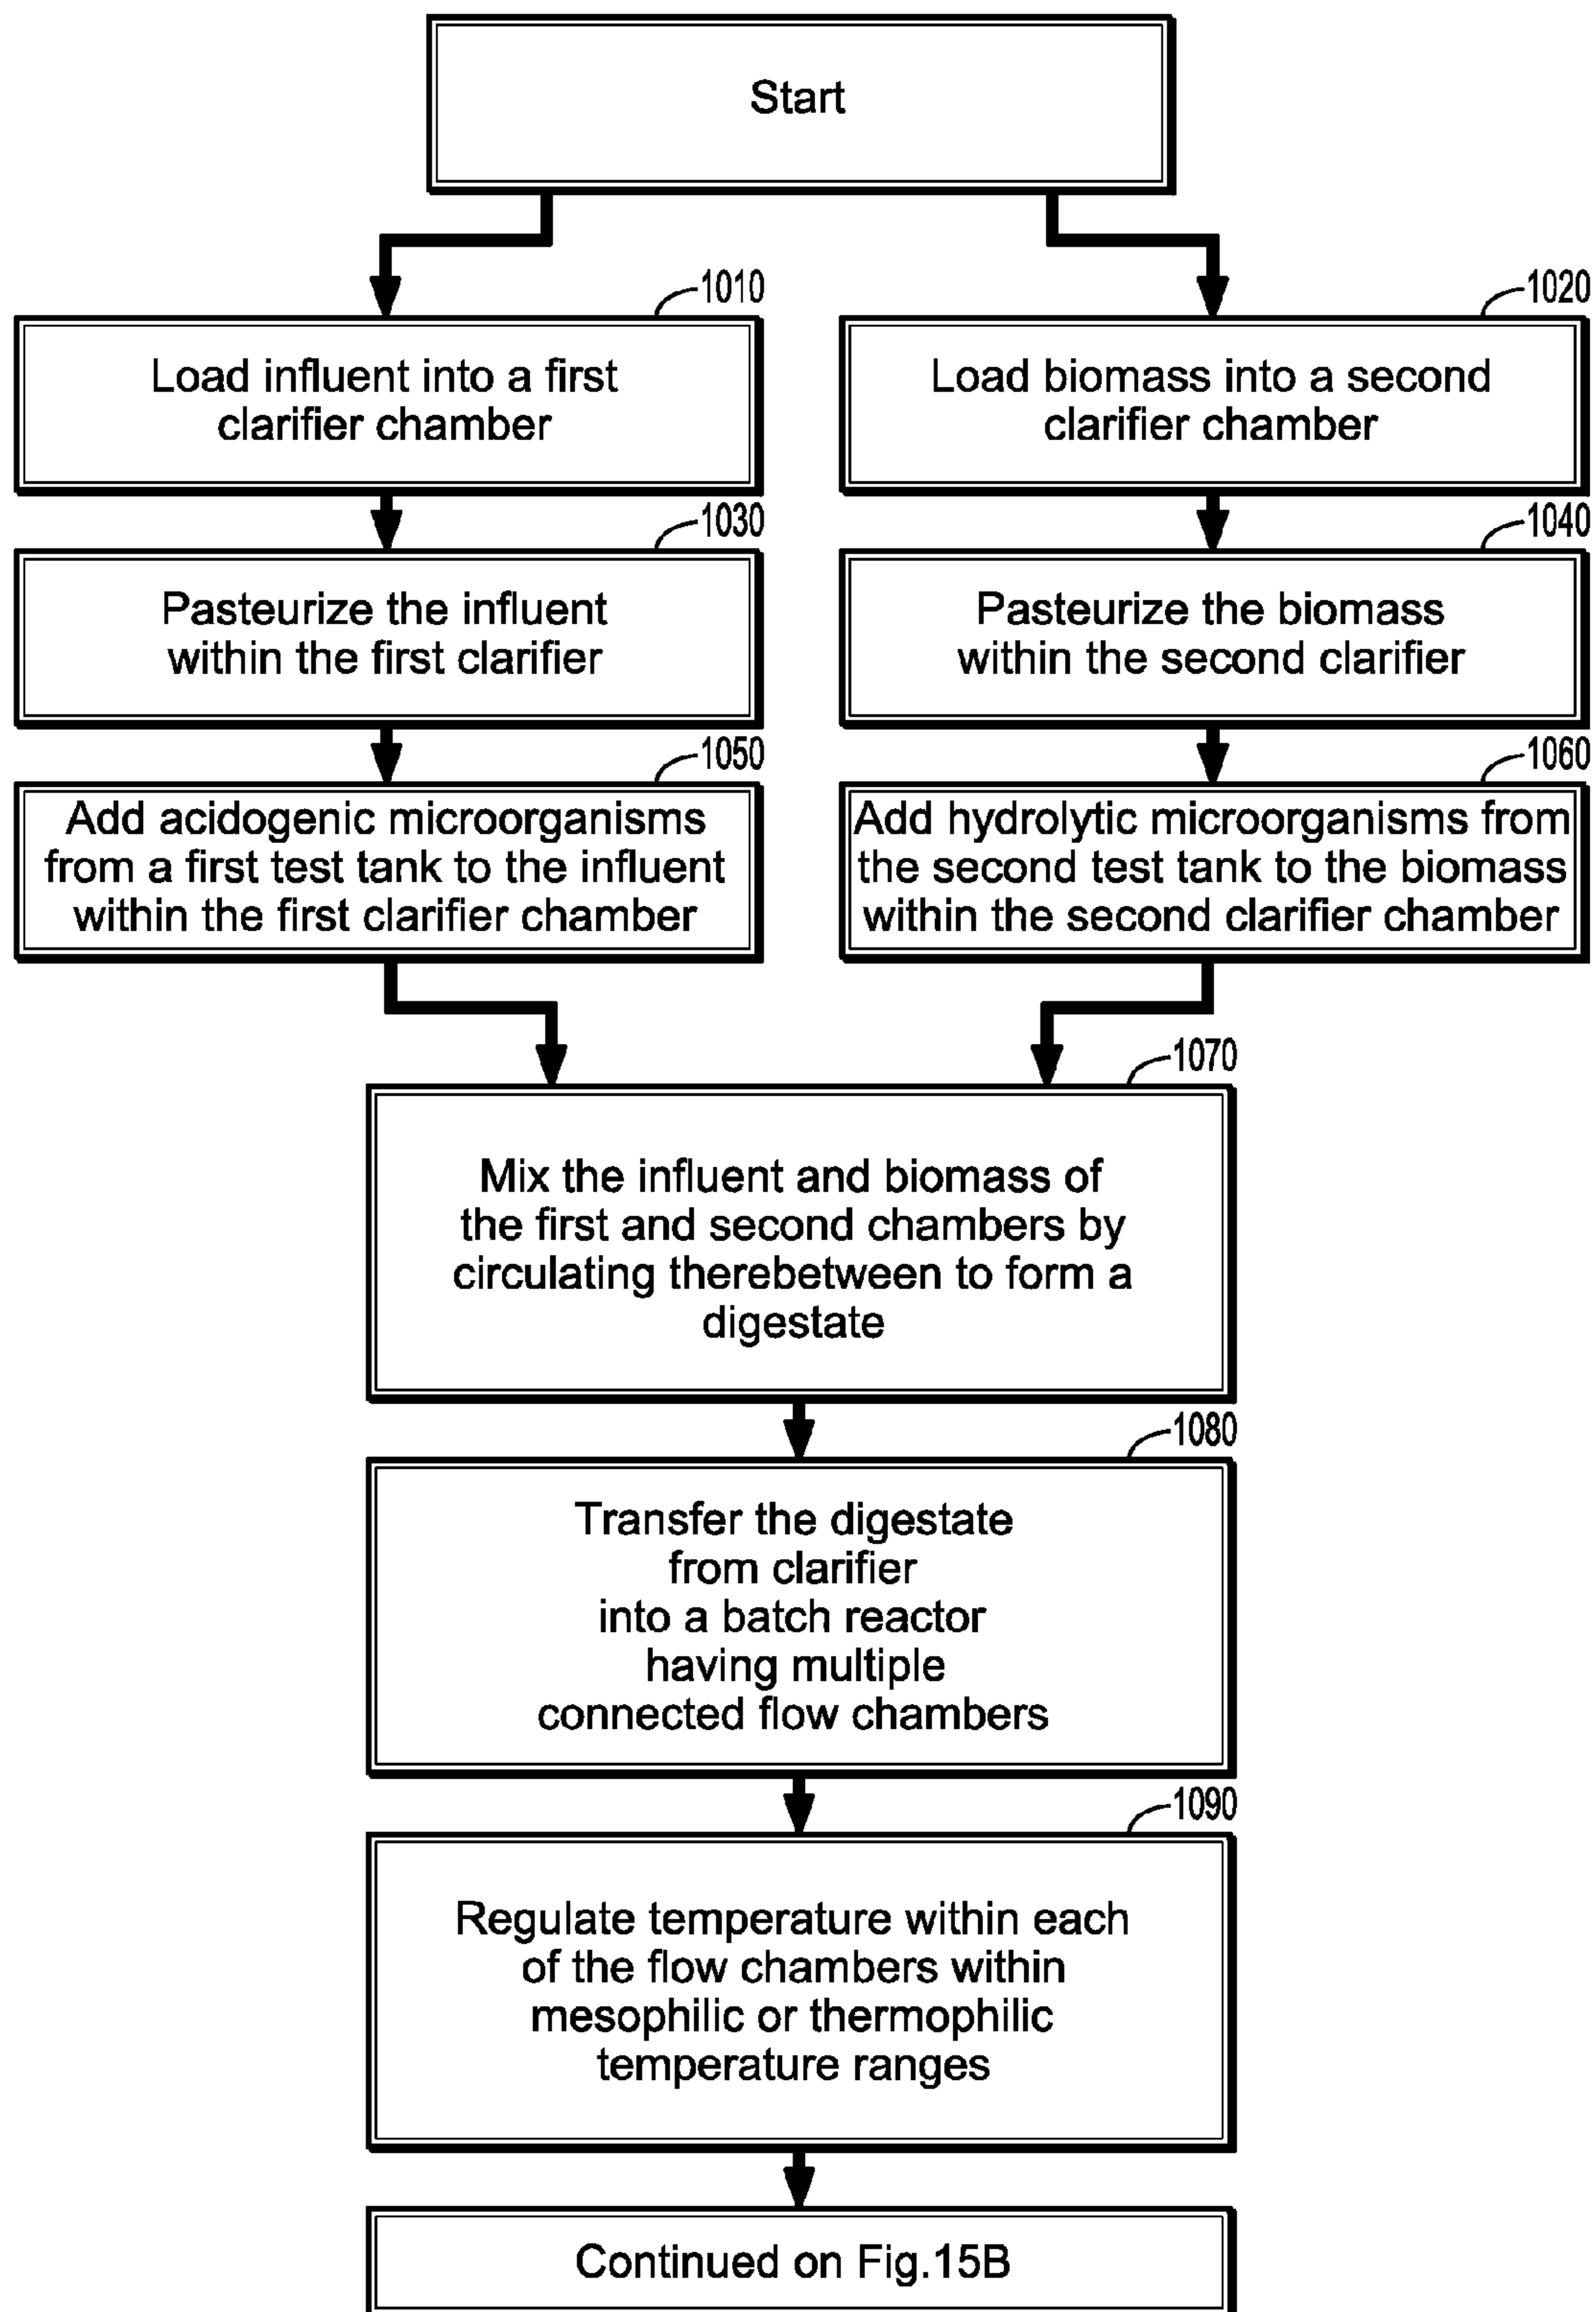 Start
1010
Load influent into a first
clarifier chamber
1020
Load biomass into a second
clarifier chamber
1030
Pasteurize the influent
within the first clarifier
1040
Pasteurize the biomass
within the second clarifier
1050
Add acidogenic microorganisms
from a first test tank to the influent
within the first clarifier chamber
1060
Add hydrolytic microorganisms from
the second test tank to the biomass
within the second clarifier chamber
1070
Mix the influent and biomass of
the first and second chambers by
circulating therebetween to form a
digestate
1080
Transfer the digestate
from clarifier
into a batch reactor
having multiple
connected flow chambers
1090
Regulate temperature within each
of the flow chambers within
mesophilic or thermophilic
temperature ranges
Continued on Fig.15B